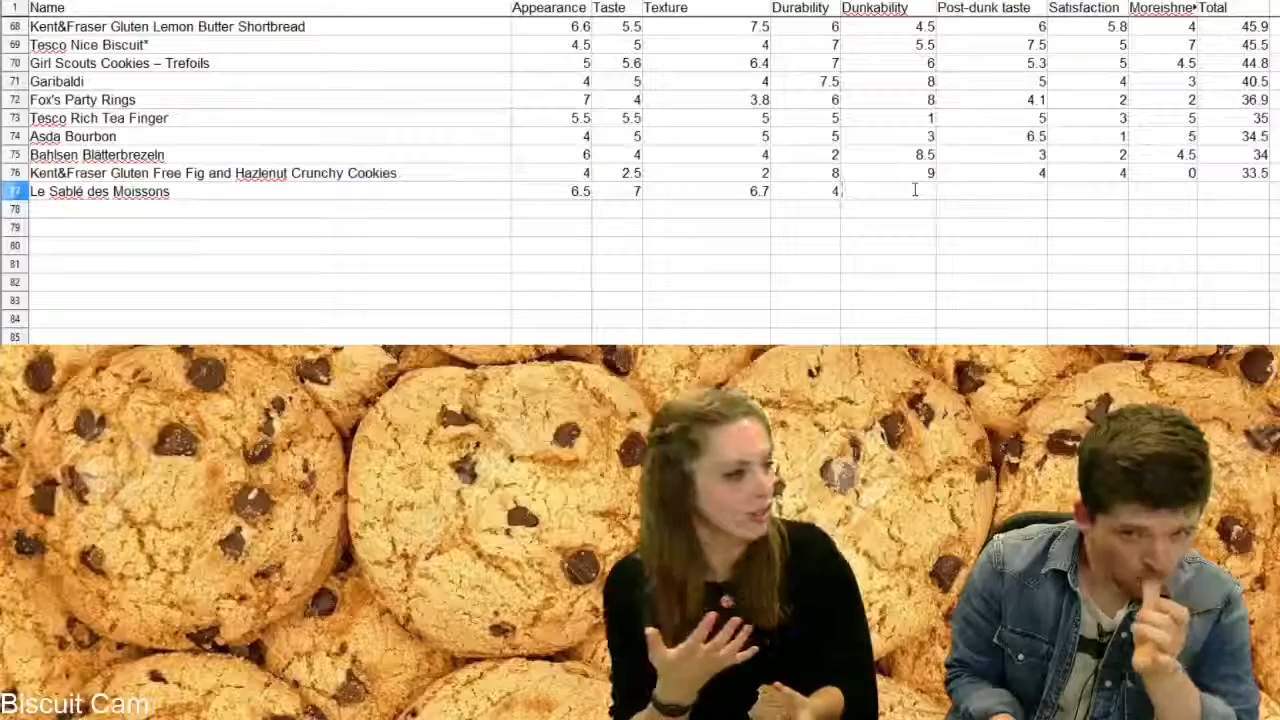 1 Name Appearance Taste Texture Durability Dunkability Post-dunk taste Satisfaction Moreishne Total
68 Kent&Fraser Gluten Lemon Butter Shortbread 6.6 5.5 7.5 6 4.5 6 5.8 4 45.9
69 Tesco Nice Biscuit* 4.5 5 4 7 5.5 7.5 5 7 45.5
70 Girl Scouts Cookies – Trefoils 5 5.6 6.4 7 6 5.3 5 4.5 44.8
71 Garibaldi 4 5 4 7.5 8 5 4 3 40.5
72 Fox's Party Rings 7 4 3.8 6 8 4.1 2 2 36.9
73 Tesco Rich Tea Finger 5.5 5.5 5 5 1 5 3 5 35
74 Asda Bourbon 4 5 5 5 3 6.5 1 5 34.5
75 Bahlsen Blätterbrezeln 6 4 4 2 8.5 3 2 4.5 34
76 Kent&Fraser Gluten Free Fig and Hazlenut Crunchy Cookies 4 2.5 2 8 9 4 4 0 33.5
77 Le Sablé des Moissons 6.5 7 6.7 4
78
79
80
81
82
83
84
85
Biscuit Cam